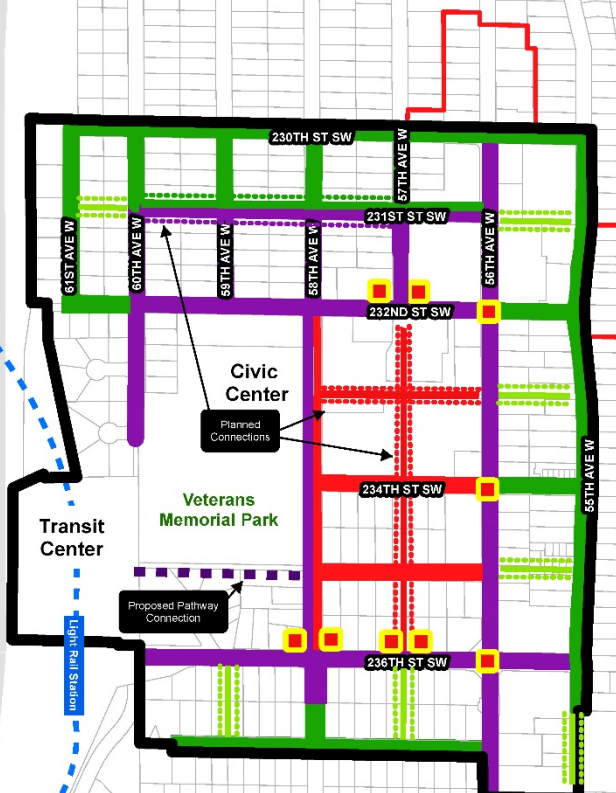 230TH ST SW
57TH AVE W
231ST ST SW
61ST AVE W
60TH AVE W
59TH AVE W
58TH AVE W
56TH AVE W
232ND ST SW
Civic
Center
Planned
Connections
234TH ST SW
55TH AVE W
Veterans
Memorial Park
Transit
Center
Proposed Pathway
Connection
Light Rail Station
236TH ST SW